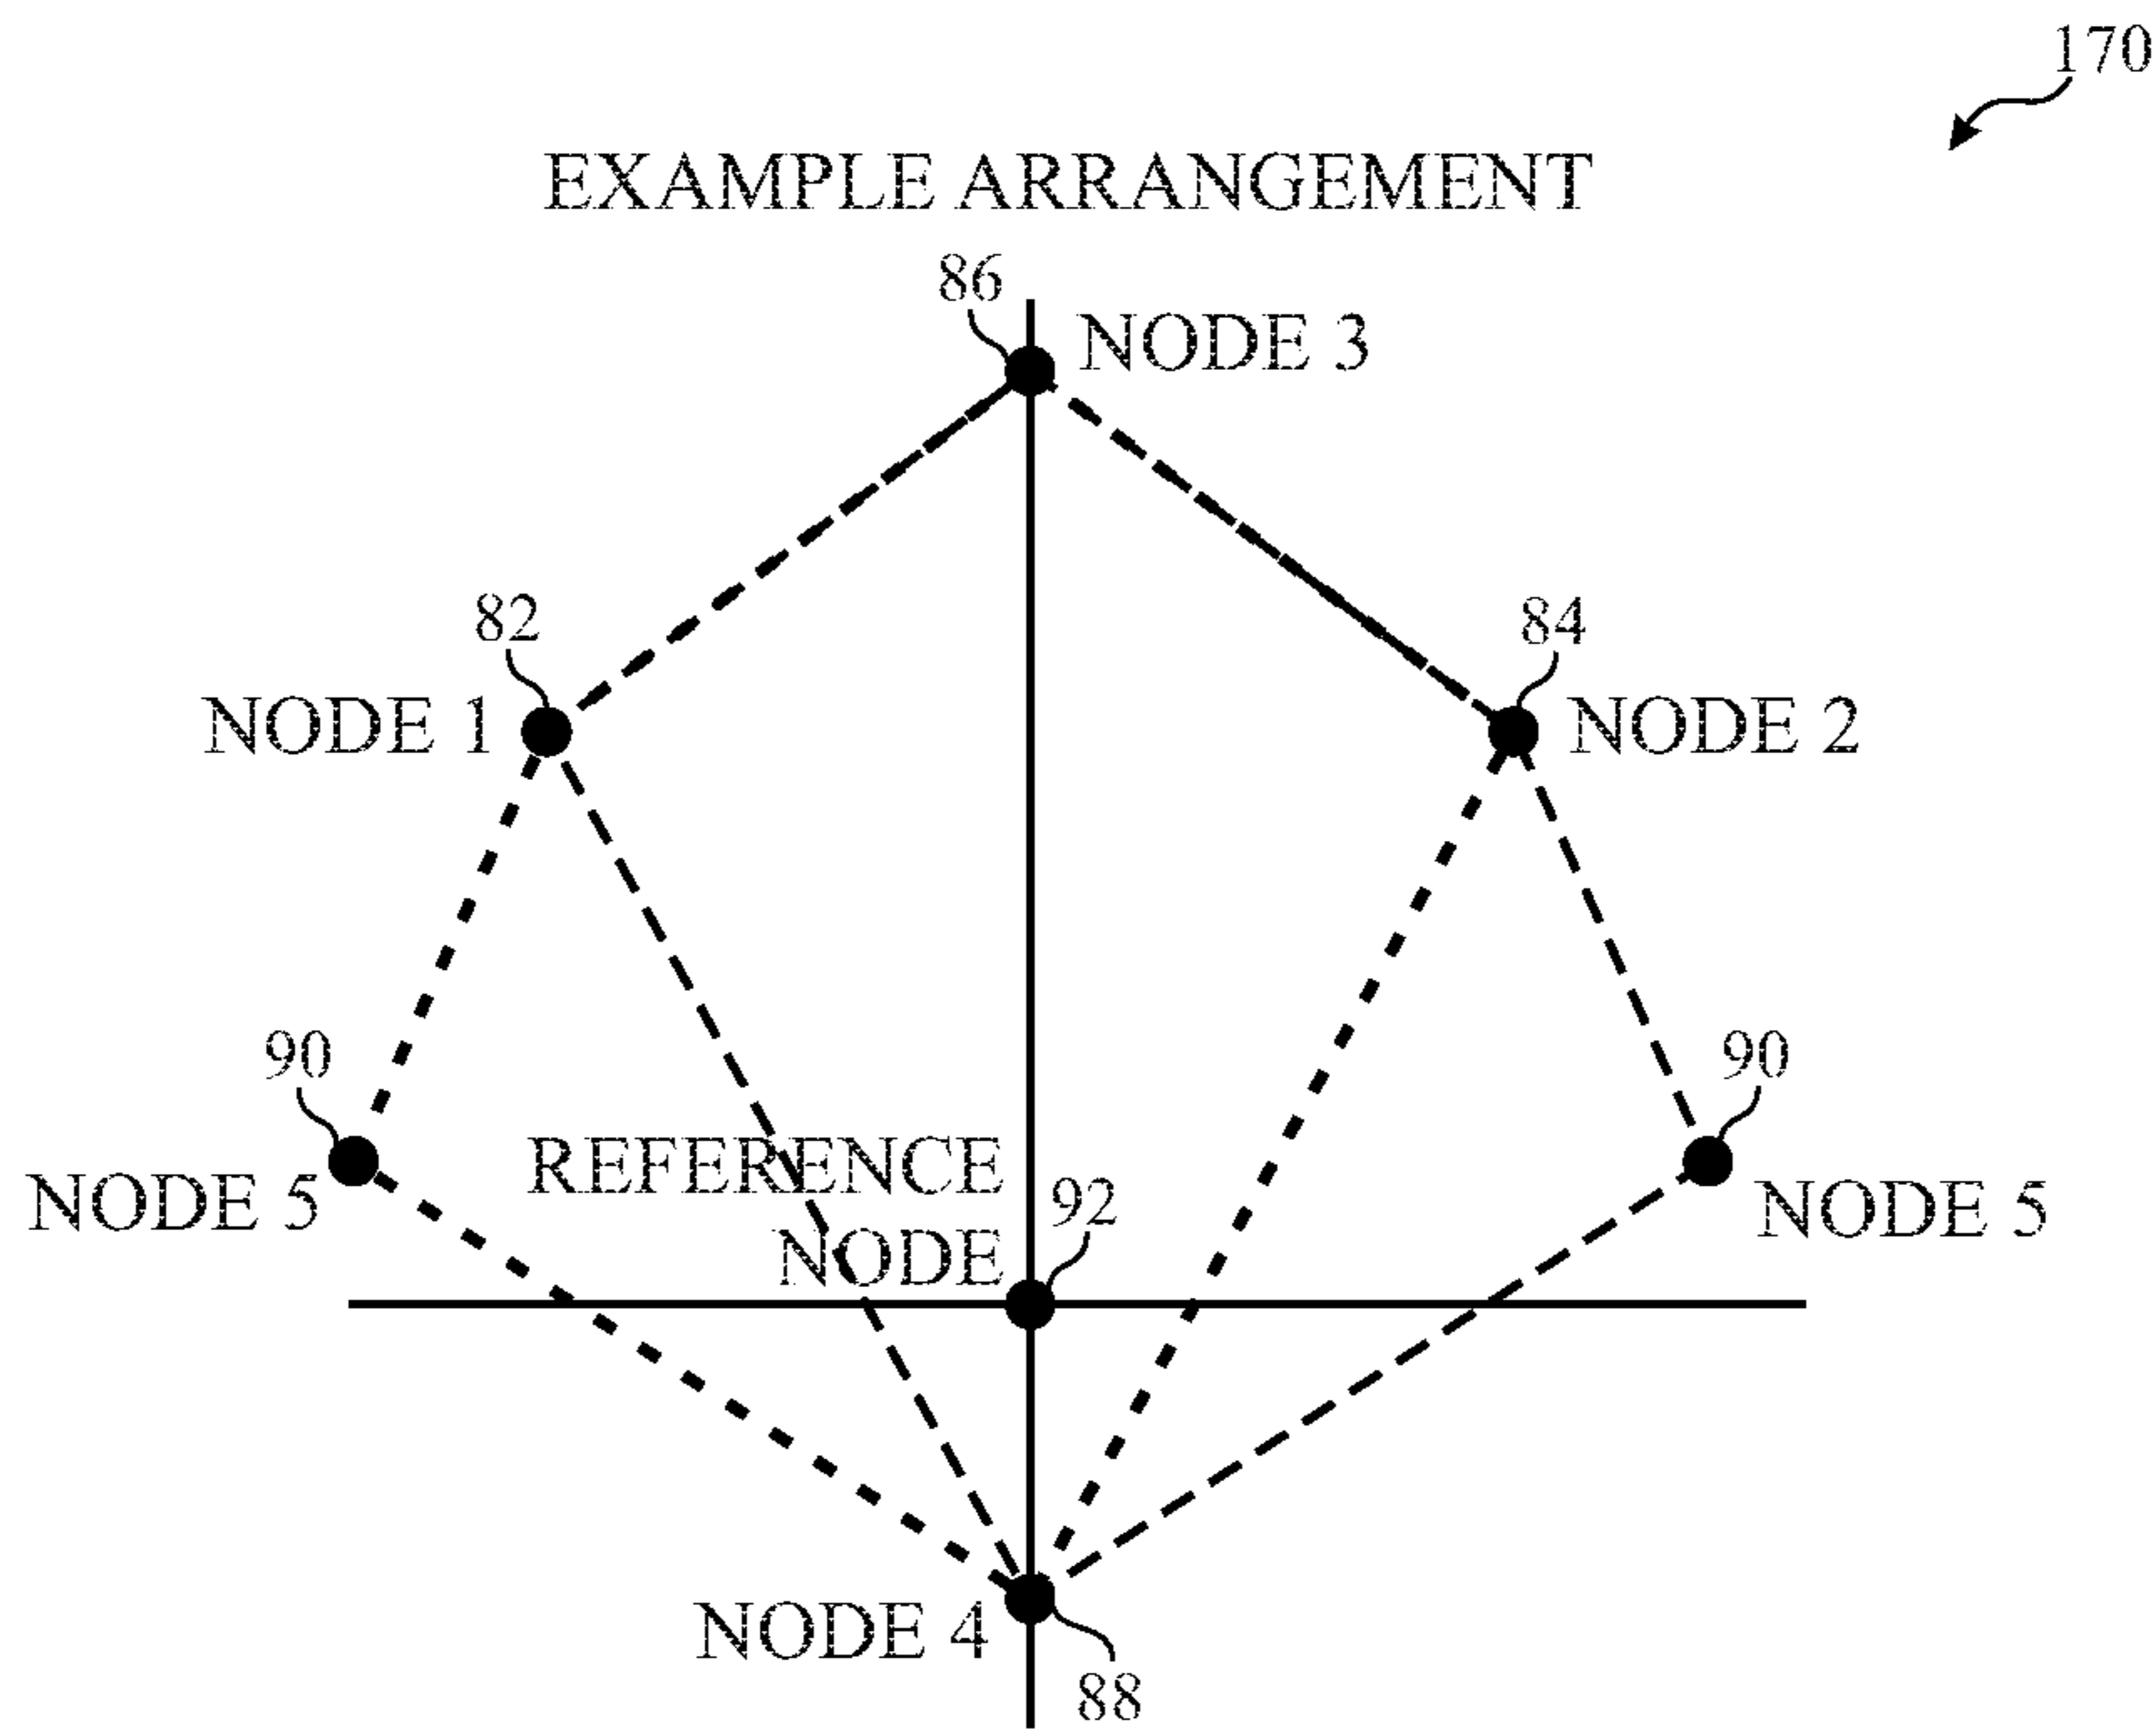 170
EXAMPLE ARRANGEMENT
86
NODE 3
82
84
NODE 1
NODE 2
90
90
REFERENCE
NODE
92
NODE 5
NODE 5
NODE 4
88